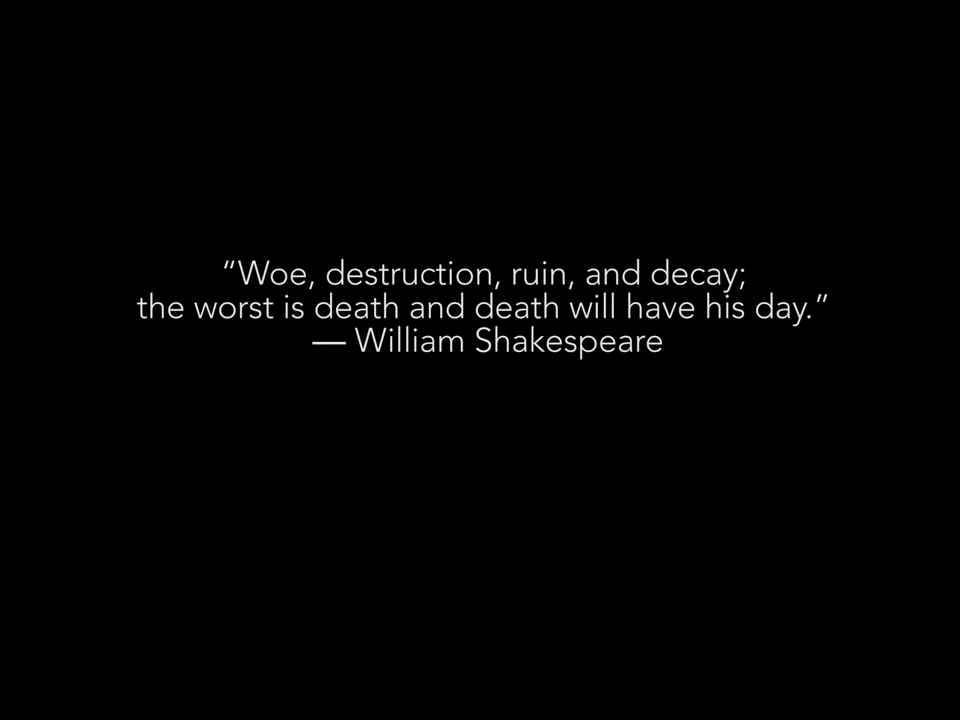 “Woe, destruction, ruin, and decay;
the worst is death and death will have his day.”
— William Shakespeare